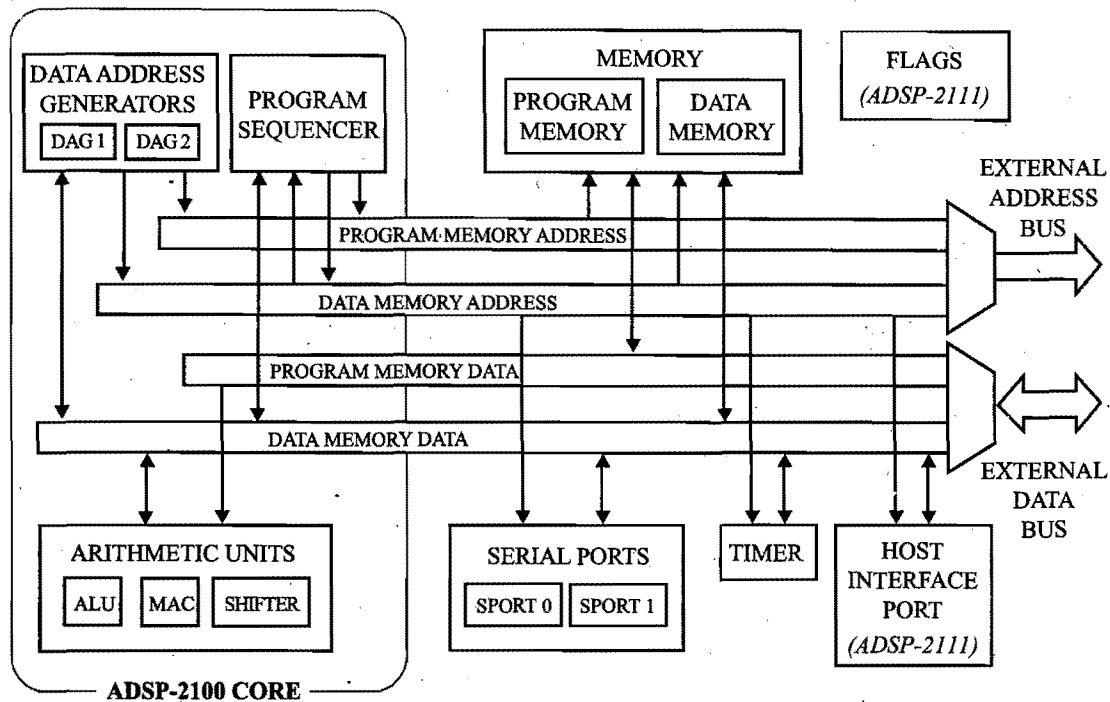 DATA ADDRESS
GENERATORS
DAG 1
DAG 2
PROGRAM
SEQUENCER
MEMORY
PROGRAM
MEMORY
DATA
MEMORY
FLAGS
(ADSP-2111)
EXTERNAL
ADDRESS
BUS
PROGRAM MEMORY ADDRESS
DATA MEMORY ADDRESS
PROGRAM MEMORY DATA
DATA MEMORY DATA
EXTERNAL
DATA
BUS
ARITHMETIC UNITS
ALU
MAC
SHIFTER
SERIAL PORTS
SPORT 0
SPORT 1
TIMER
HOST
INTERFACE
PORT
(ADSP-2111)
ADSP-2100 CORE